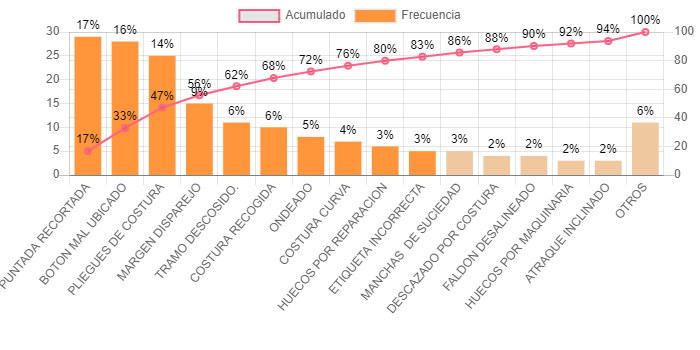 Acumulado Frecuencia
17% 16% 14% 9% 6% 6% 5% 4% 3% 3% 3% 2% 2% 2% 2% 6%
17% 33% 47% 56% 62% 68% 72% 76% 80% 83% 86% 88% 90% 92% 94% 100%
30
25
20
15
10
5
0
100
80
60
40
20
0
PUNTADA RECORTADA
BOTON MAL UBICADO
PLIEGUES DE COSTURA
MARGEN DISPAREJO
TRAMO DESCOSIDO.
COSTURA RECOGIDA
ONDEADO
COSTURA CURVA
HUECOS POR REPARACION
ETIQUETA INCORRECTA
MANCHAS DE SUCIEDAD
DESCAZADO POR COSTURA
FALDON DESALINEADO
HUECOS POR MAQUINARIA
ATRAQUE INCLINADO
OTROS